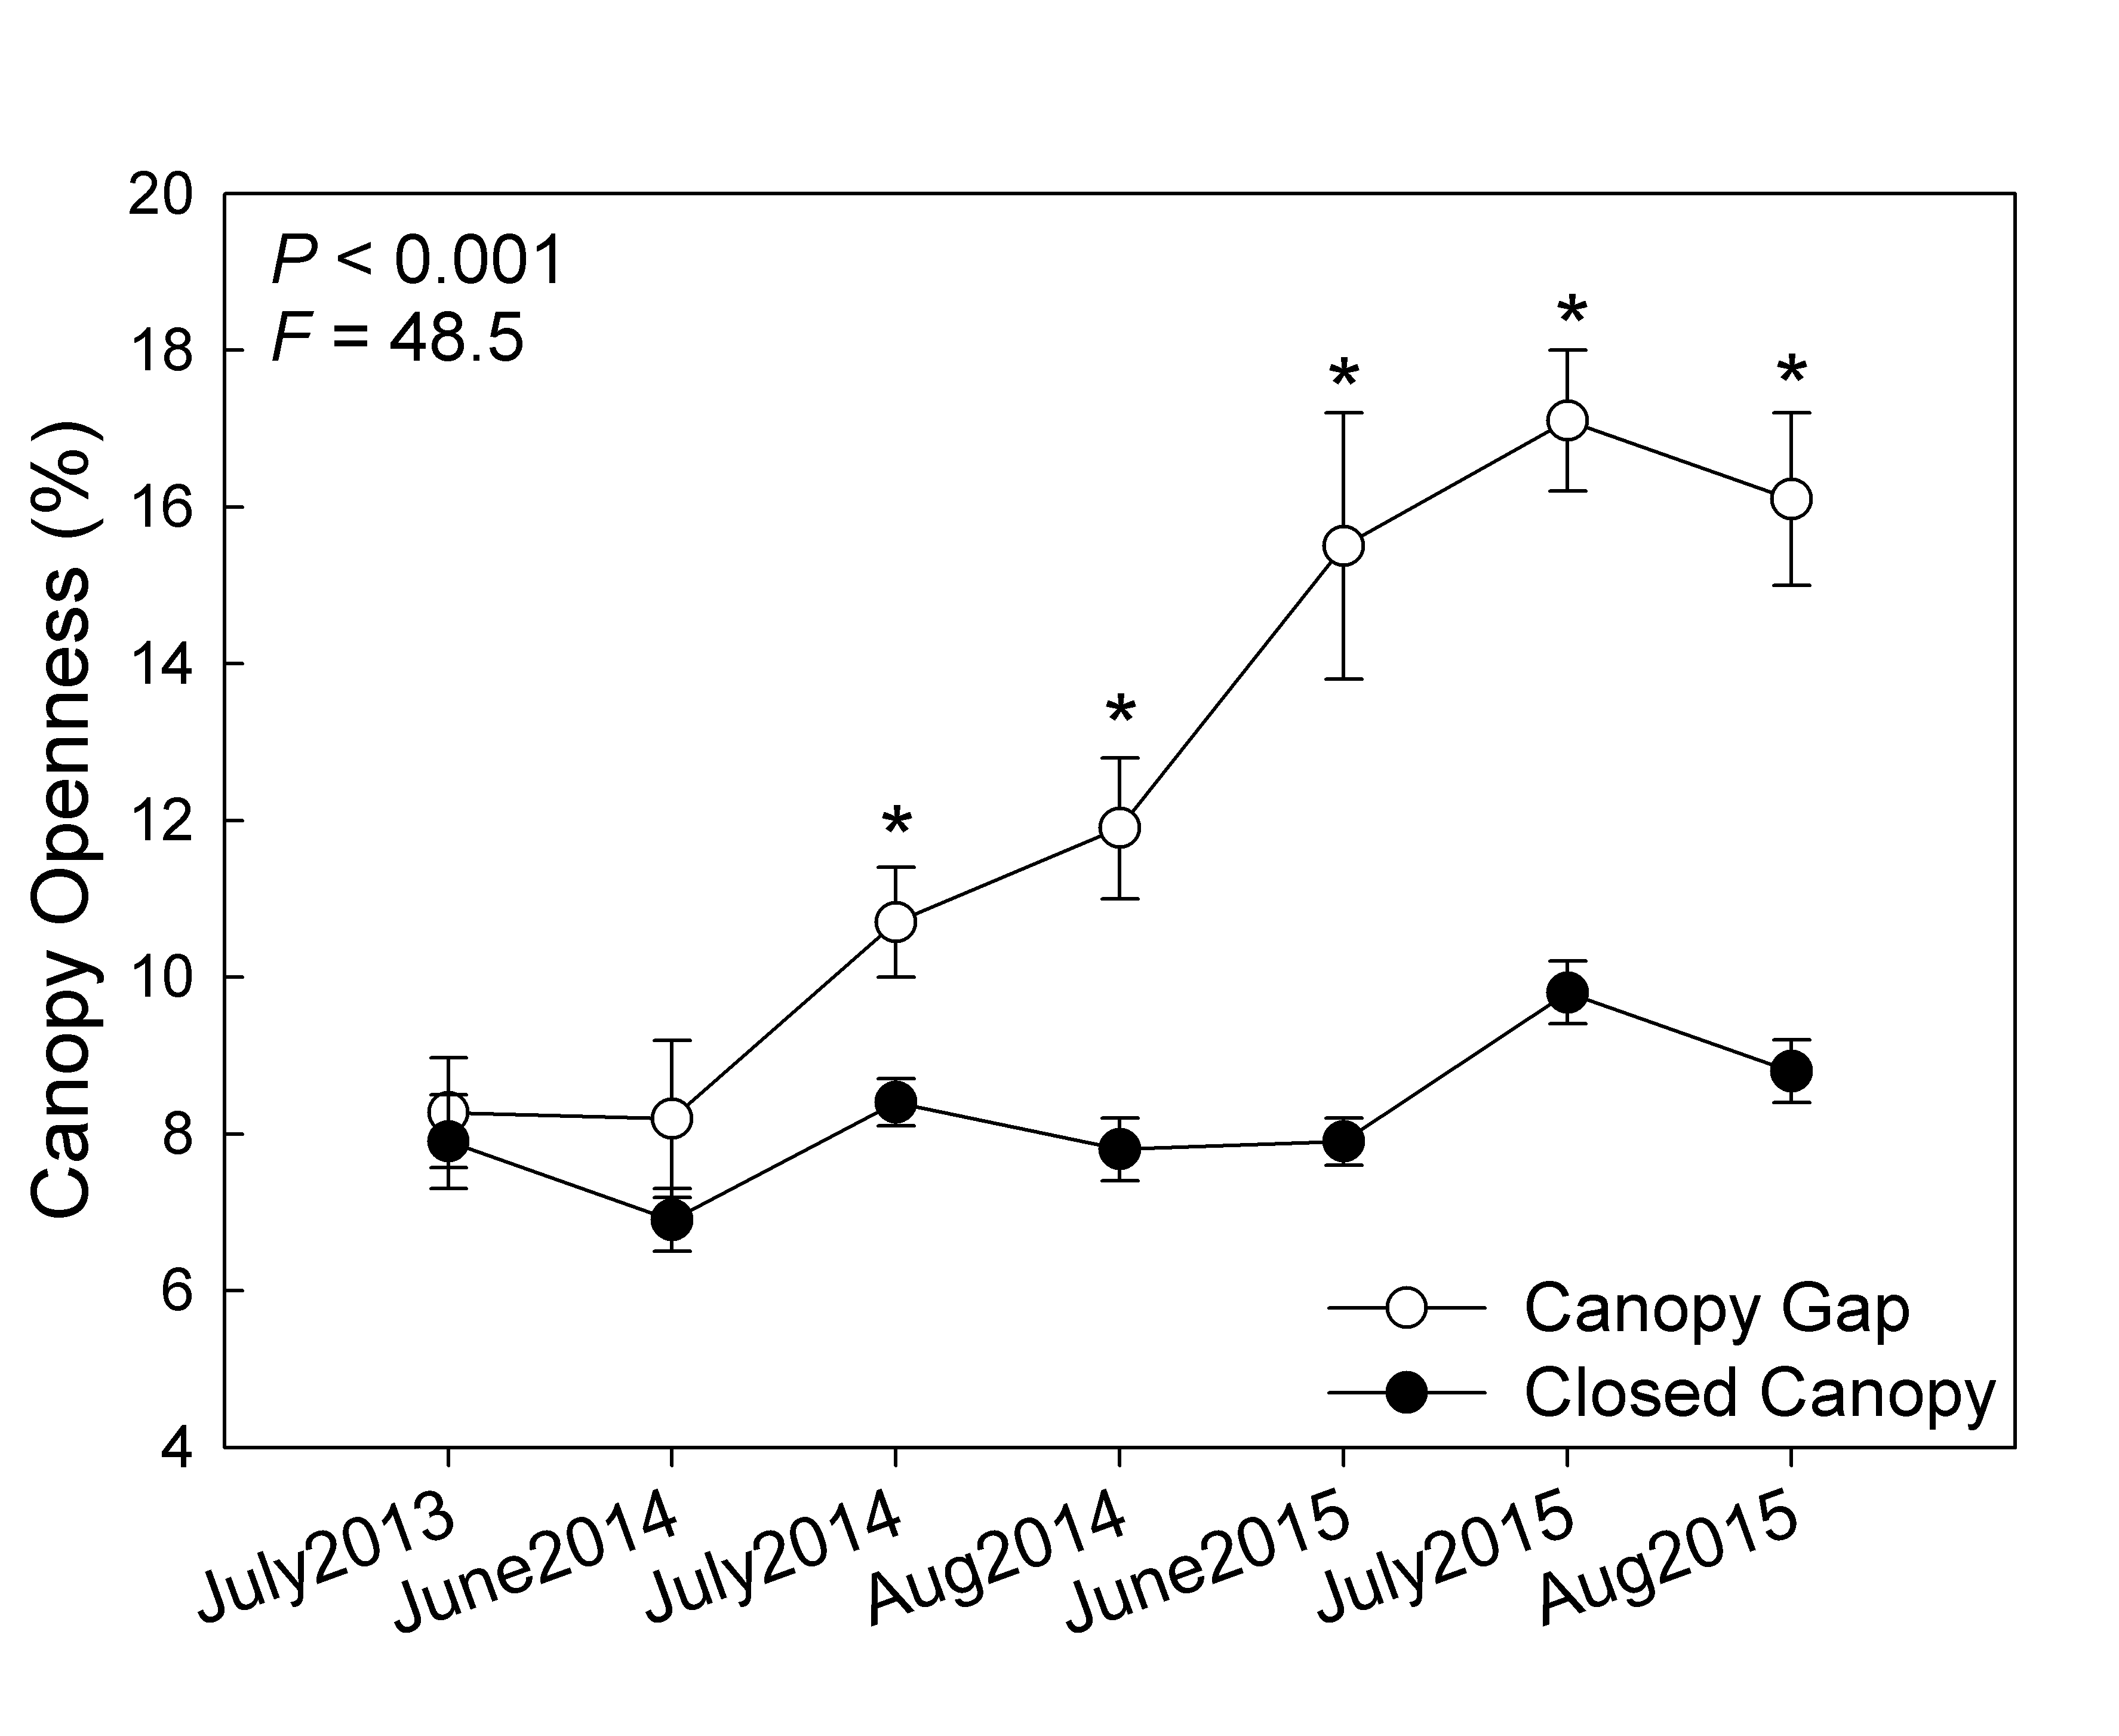 P < 0.001
F = 48.5
Canopy Openness (%)
20
18
16
14
12
10
8
6
4
*
*
*
*
*
Canopy Gap
Closed Canopy
July2013
June2014
July2014
Aug2014
June2015
July2015
Aug2015